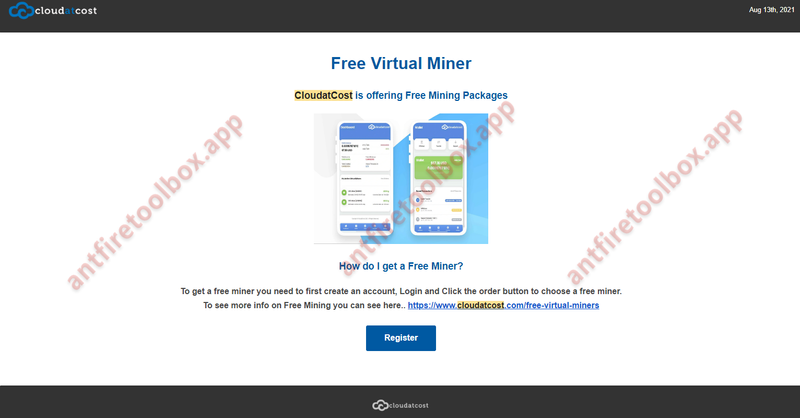 cloudatcost
Aug 13th, 2021
Free Virtual Miner
CloudatCost is offering Free Mining Packages
antfiretoolbox.app
antfiretoolbox.app
antfiretoolbox.app
How do I get a Free Miner?
To get a free miner you need to first create an account, Login and Click the order button to choose a free miner.
To see more info on Free Mining you can see here.. https://www.cloudatcost.com/free-virtual-miners
Register
cloudatcost